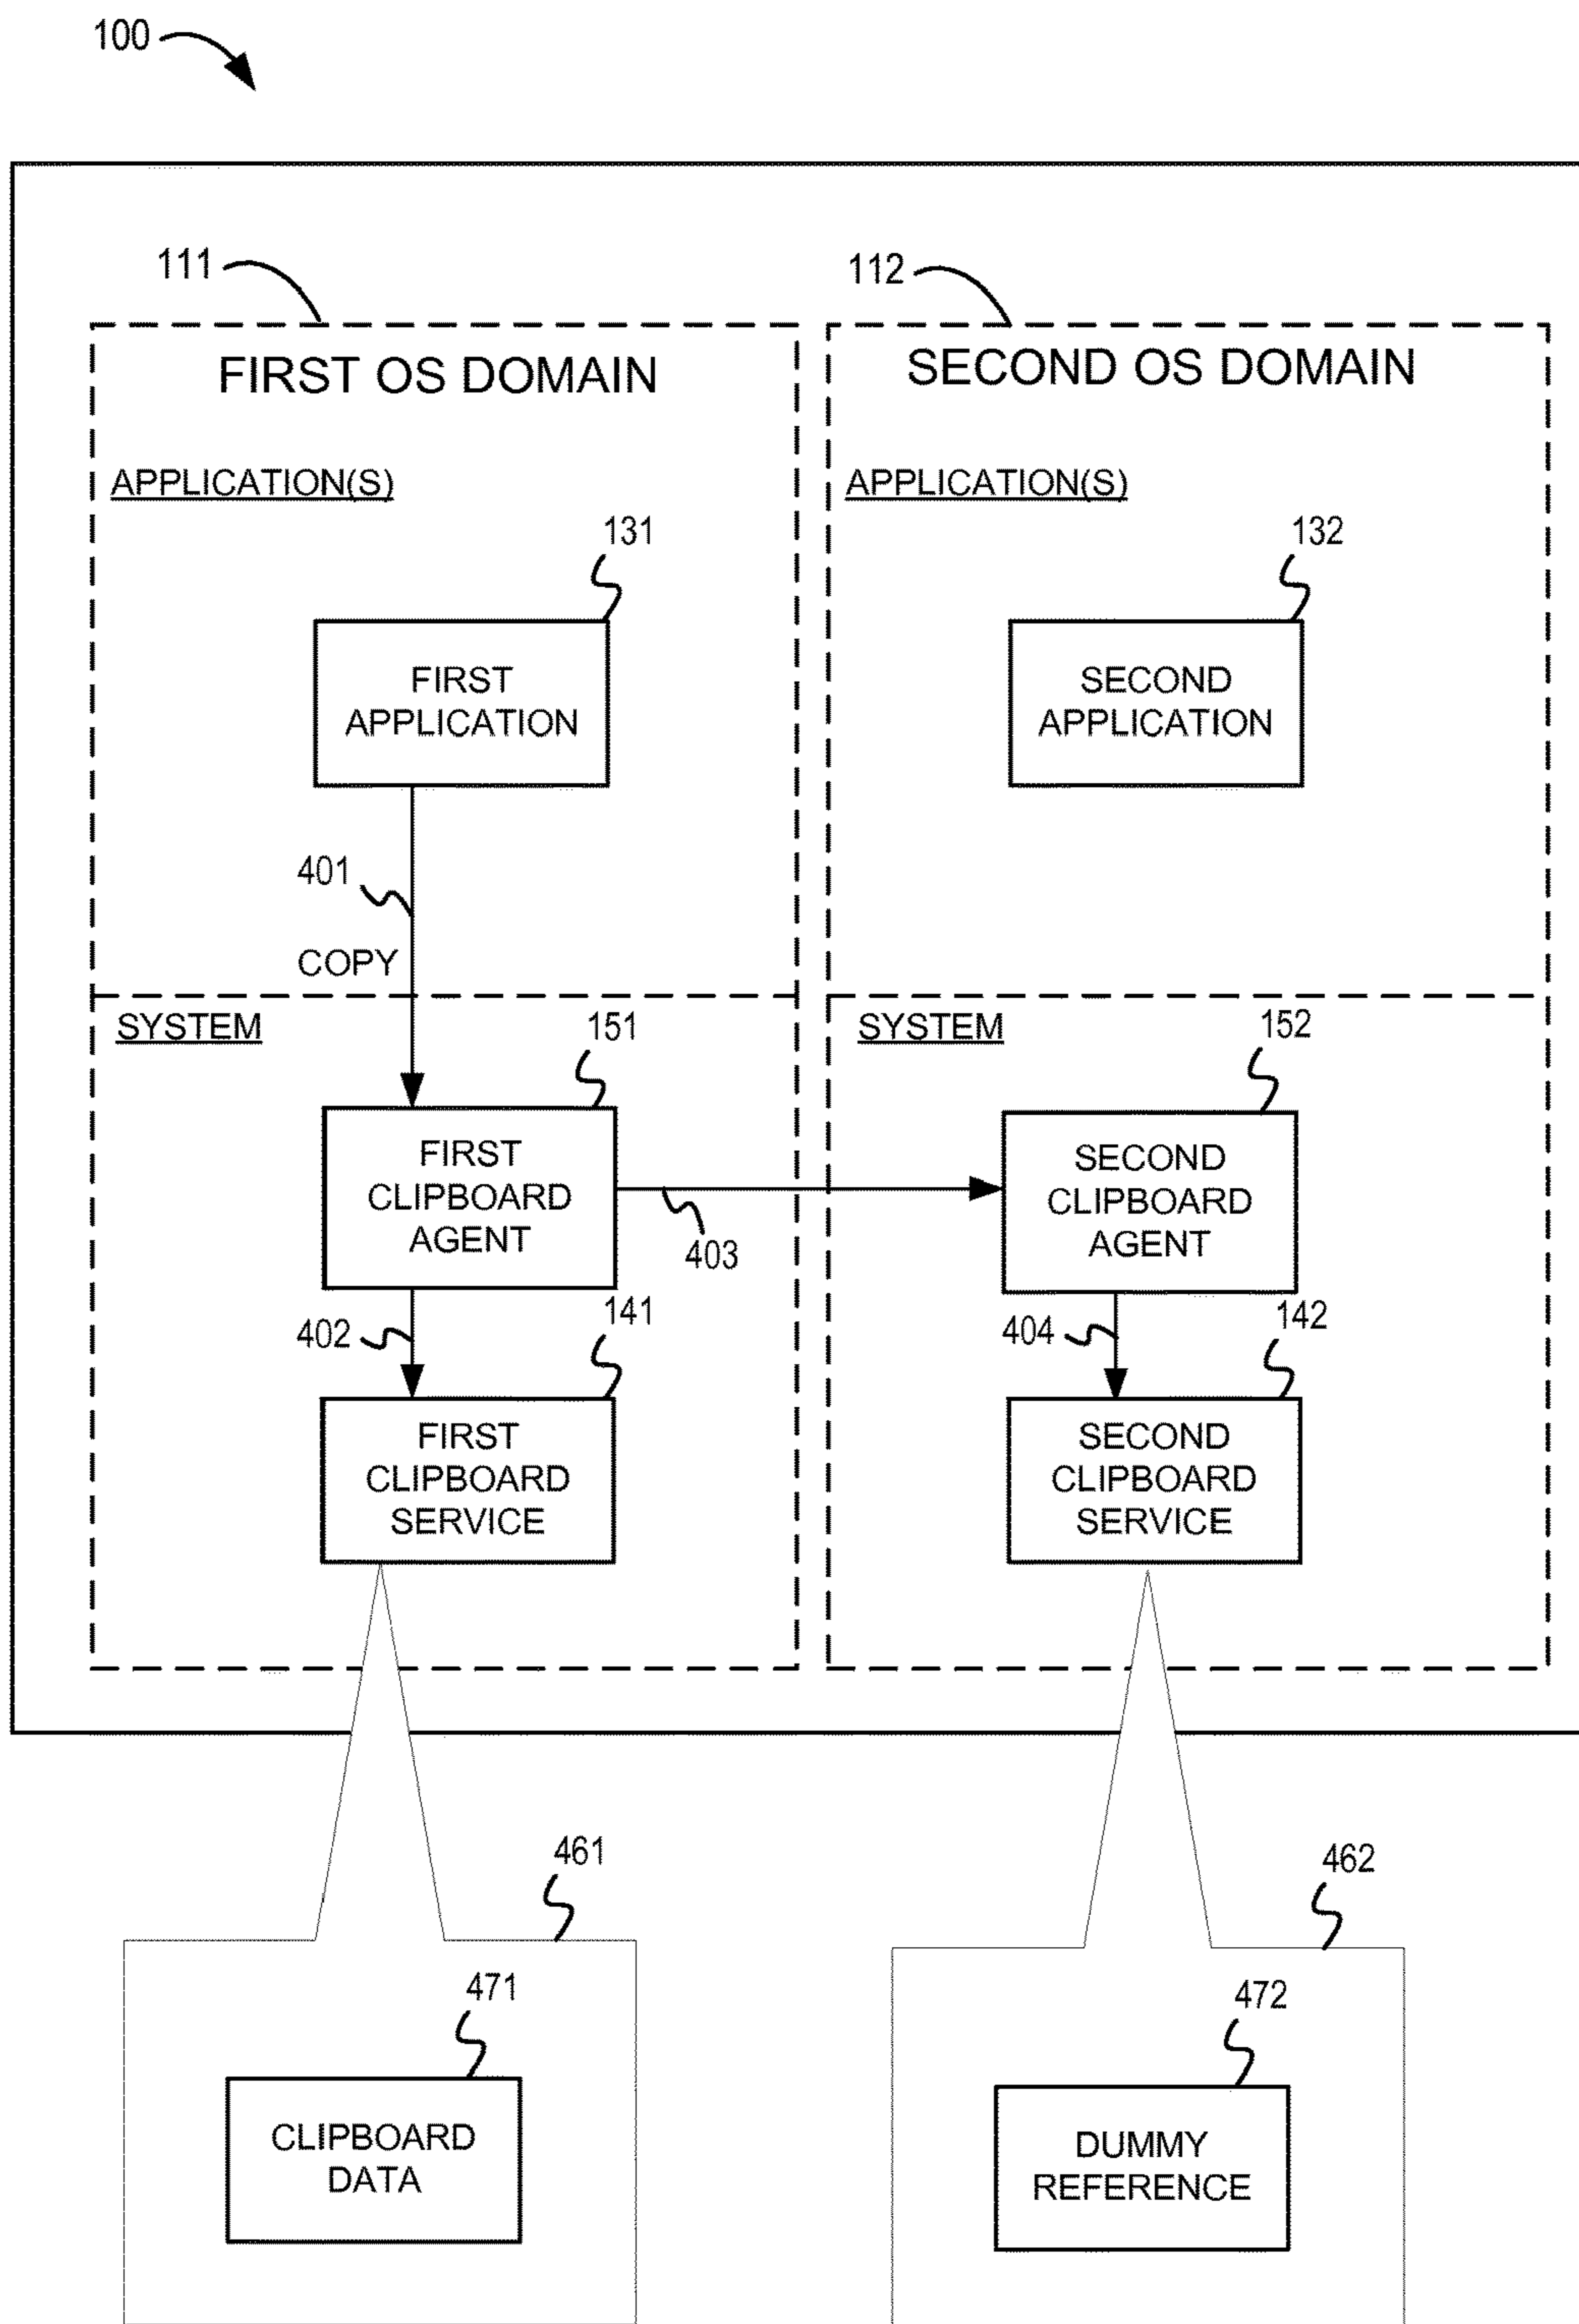 100
111
112
FIRST OS DOMAIN
SECOND OS DOMAIN
APPLICATION(S)
APPLICATION(S)
131
132
FIRST
APPLICATION
SECOND
APPLICATION
401
COPY
SYSTEM
SYSTEM
151
152
FIRST
CLIPBOARD
AGENT
SECOND
CLIPBOARD
AGENT
403
402
141
404
142
FIRST
CLIPBOARD
SERVICE
SECOND
CLIPBOARD
SERVICE
461
462
471
472
CLIPBOARD
DATA
DUMMY
REFERENCE